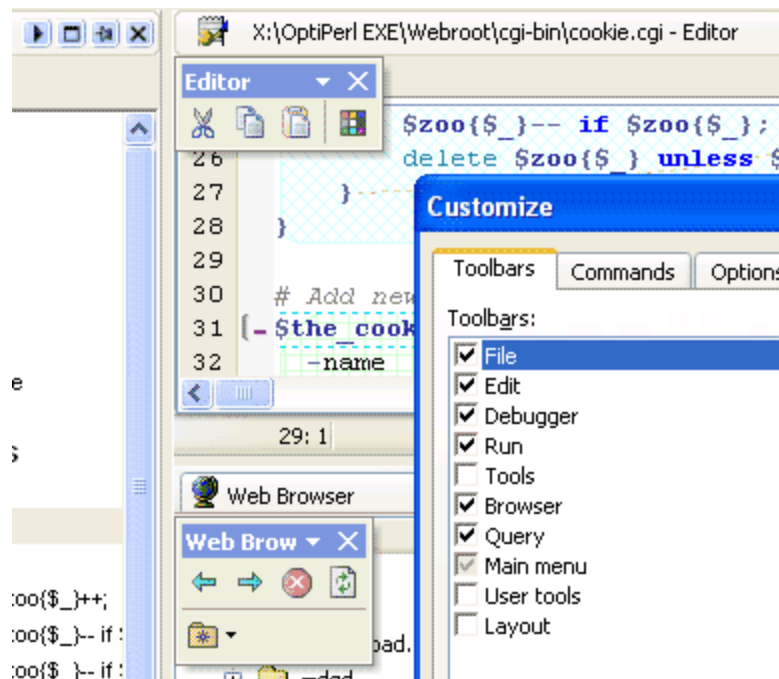 X:\OptiPerl EXE\Webroot\cgi-bin\cookie.cgi - Editor
Editor
$zoo{$_}-- if $zoo{$_};
26 delete $zoo{$_} unless $
27 }
28 }
29
30 # Add new
31 $the_cook
32 -name
29: 1
Customize
Toolbars Commands Options
Toolbars:
File
Edit
Debugger
Run
Tools
Browser
Query
Main menu
User tools
Layout
Web Browser
Web Brow
e
s
zoo{$_}++;
zoo{$_}-- if
zoo{$_}-- if
oad.